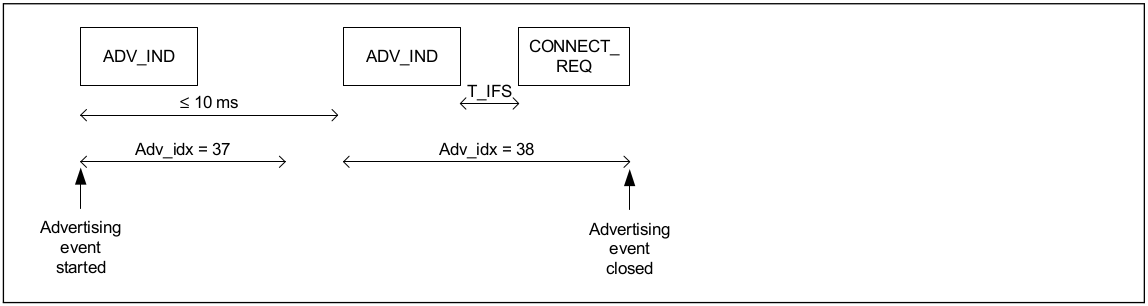 ADV_IND
ADV_IND
CONNECT_
REQ
T_IFS
≤ 10 ms
Adv_idx = 37
Adv_idx = 38
Advertising
event
started
Advertising
event
closed